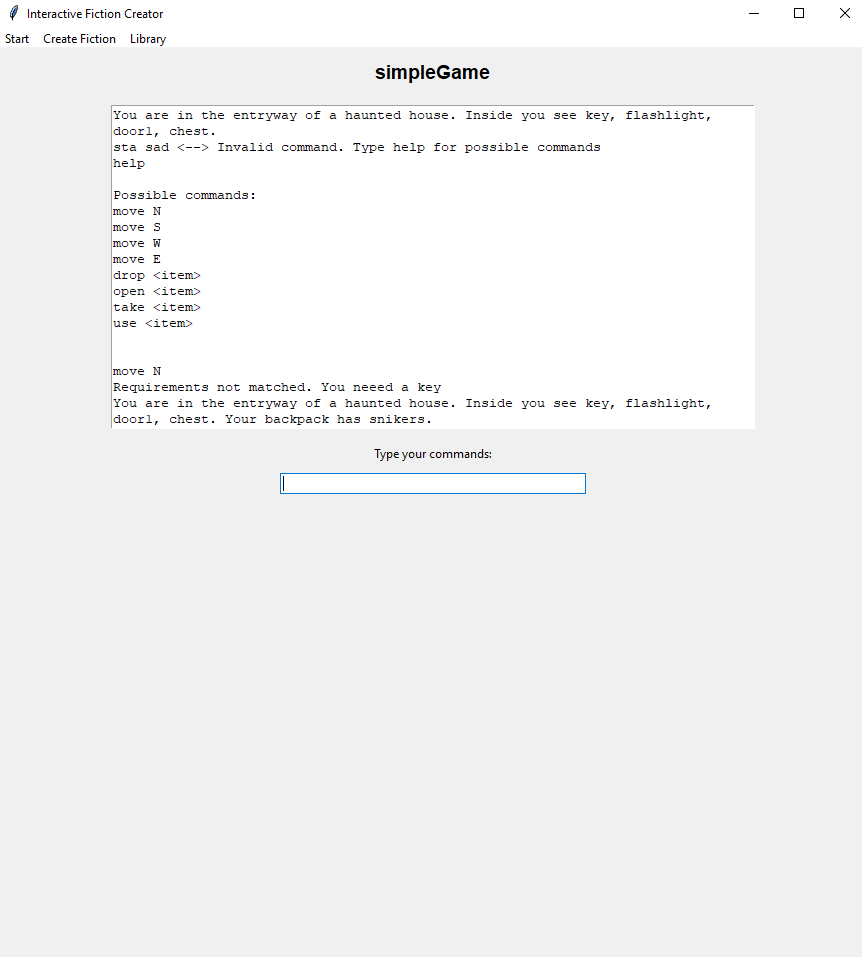 Interactive Fiction Creator
Start Create Fiction Library
simpleGame
You are in the entryway of a haunted house. Inside you see key, flashlight,
door1, chest.
sta sad <--> Invalid command. Type help for possible commands
help
Possible commands:
move N
move S
move W
move E
drop <item>
open <item>
take <item>
use <item>
move N
Requirements not matched. You neeed a key
You are in the entryway of a haunted house. Inside you see key, flashlight,
door1, chest. Your backpack has snikers.
Type your commands: